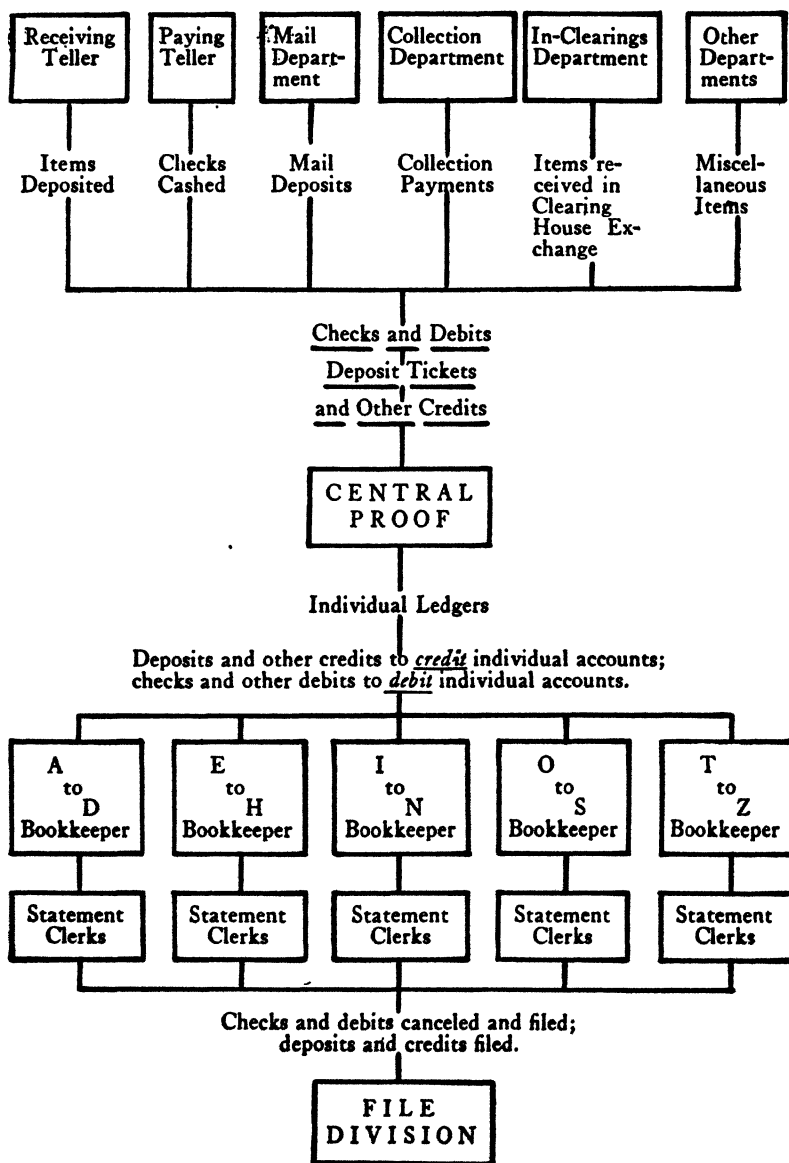 Receiving
Teller
Paying
Teller
Mail
Depart-
ment
Collection
Department
In-Clearings
Department
Other
Depart-
ments
Items
Deposited
Checks
Cashed
Mail
Deposits
Collection
Payments
Items re-
ceived in
Clearing
House Ex-
change
Miscel-
laneous
Items
Checks and Debits
Deposit Tickets
and Other Credits
CENTRAL
PROOF
Individual Ledgers
Deposits and other credits to credit individual accounts;
checks and other debits to debit individual accounts.
A
to
D
Bookkeeper
E
to
H
Bookkeeper
I
to
N
Bookkeeper
O
to
S
Bookkeeper
T
to
Z
Bookkeeper
Statement
Clerks
Statement
Clerks
Statement
Clerks
Statement
Clerks
Statement
Clerks
Checks and debits canceled and filed;
deposits and credits filed.
FILE
DIVISION